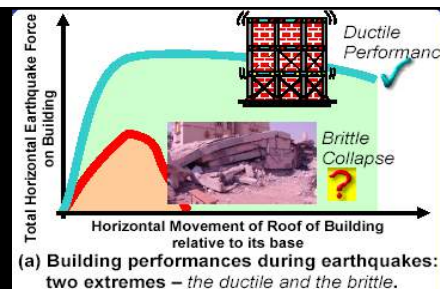 Ductile
Performanc
Total Horizontal Earthquake Force
on Building
Brittle
Collapse
?
Horizontal Movement of Roof of Building
relative to its base
(a) Building performances during earthquakes:
two extremes – the ductile and the brittle.